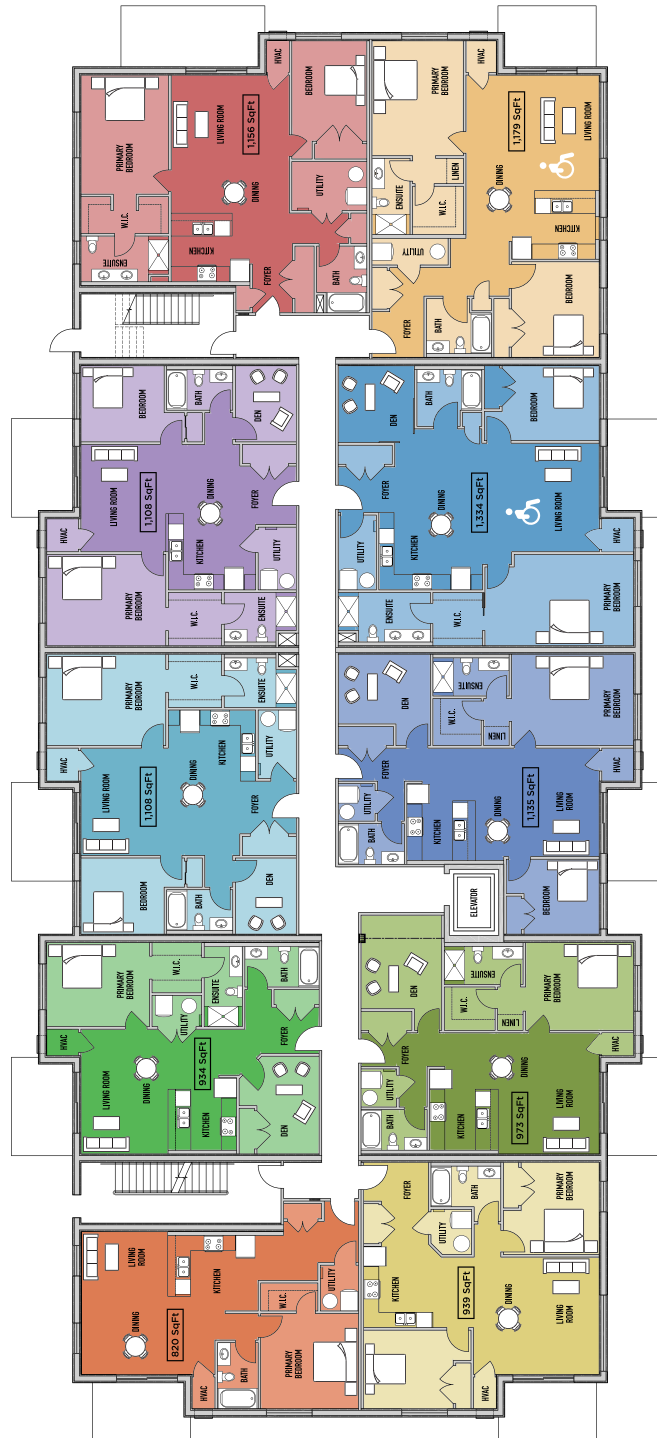 HVAC
BEDROOM
LIVING ROOM
1,156 SqFt
PRIMARY
BEDROOM
DINING
UTILITY
W.I.C.
KITCHEN
ENSUITE
FOYER
BATH
PRIMARY
BEDROOM
HVAC
1,179 SqFt
LIVING ROOM
LINEN
ENSUITE
W.I.C.
DINING
KITCHEN
UTILITY
BEDROOM
FOYER
BATH
BEDROOM
BATH
DEN
LIVING ROOM
1,108 SqFt
DINING
FOYER
HVAC
KITCHEN
UTILITY
PRIMARY
BEDROOM
W.I.C.
ENSUITE
DEN
BATH
BEDROOM
FOYER
1,334 SqFt
DINING
LIVING ROOM
HVAC
UTILITY
KITCHEN
ENSUITE
W.I.C.
PRIMARY
BEDROOM
PRIMARY
BEDROOM
W.I.C.
ENSUITE
HVAC
KITCHEN
UTILITY
LIVING ROOM
1,108 SqFt
DINING
FOYER
BEDROOM
BATH
DEN
DEN
ENSUITE
W.I.C.
LINEN
PRIMARY
BEDROOM
FOYER
HVAC
UTILITY
1,135 SqFt
DINING
LIVING
ROOM
BATH
KITCHEN
BEDROOM
ELEVATOR
PRIMARY
BEDROOM
W.I.C.
ENSUITE
BATH
UTILITY
HVAC
FOYER
934 SqFt
LIVING ROOM
DINING
KITCHEN
DEN
DEN
ENSUITE
W.I.C.
LINEN
PRIMARY
BEDROOM
HVAC
FOYER
DINING
UTILITY
BATH
KITCHEN
973 SqFt
LIVING
ROOM
LIVING
ROOM
KITCHEN
UTILITY
DINING
820 SqFt
W.I.C.
BATH
PRIMARY
BEDROOM
HVAC
FOYER
BATH
PRIMARY
BEDROOM
UTILITY
KITCHEN
939 SqFt
DINING
LIVING
ROOM
HVAC